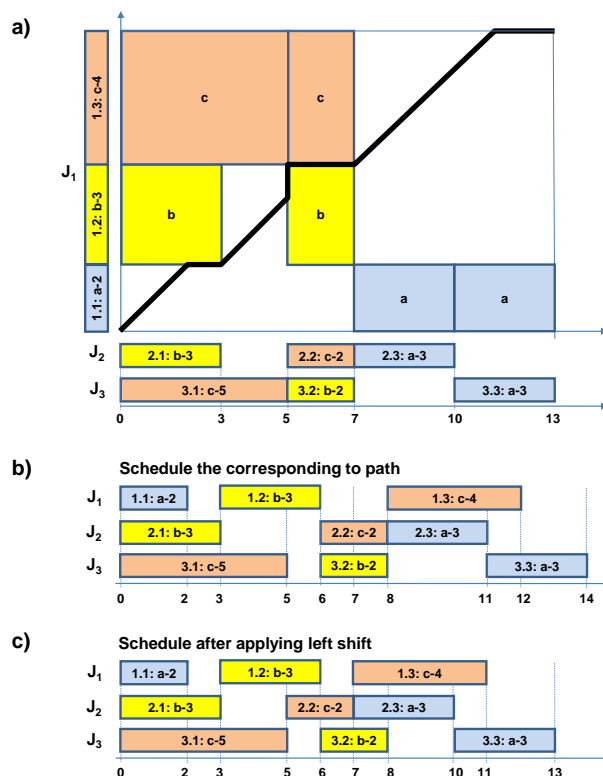 a)
c c
1.3: c-4
J1
b b
1.2: b-3
a a
1.1: a-2
J2 2.1: b-3 2.2: c-2 2.3: a-3
J3 3.1: c-5 3.2: b-2 3.3: a-3
0 3 5 7 10 13
b) Schedule the corresponding to path
J1 1.1: a-2 1.2: b-3 1.3: c-4
J2 2.1: b-3 2.2: c-2 2.3: a-3
J3 3.1: c-5 3.2: b-2 3.3: a-3
0 2 3 5 6 7 8 11 12 14
c) Schedule after applying left shift
J1 1.1: a-2 1.2: b-3 1.3: c-4
J2 2.1: b-3 2.2: c-2 2.3: a-3
J3 3.1: c-5 3.2: b-2 3.3: a-3
0 2 3 5 6 7 8 10 11 13